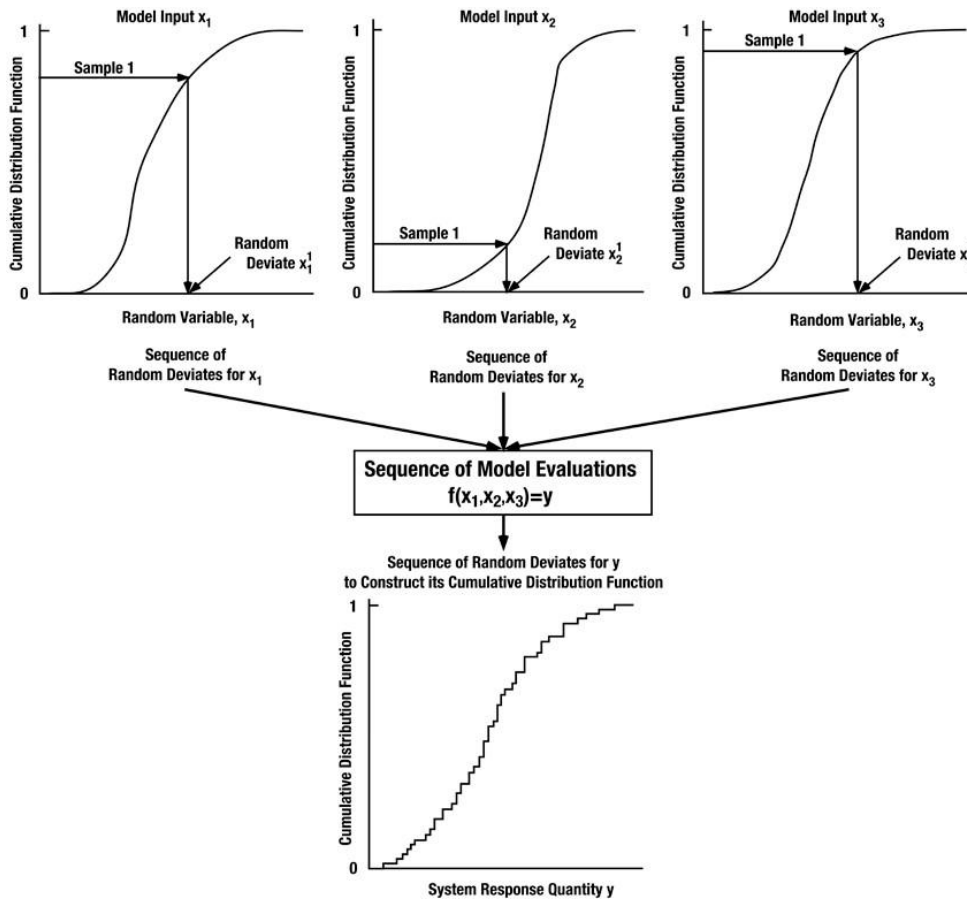 Model Input x₁
Cumulative Distribution Function
1
0
Sample 1
Random
Deviate x₁¹
Random Variable, x₁
Model Input x₂
Cumulative Distribution Function
1
0
Sample 1
Random
Deviate x₂¹
Random Variable, x₂
Model Input x₃
Cumulative Distribution Function
1
0
Sample 1
Random
Deviate x
Random Variable, x₃
Sequence of
Random Deviates for x₁
Sequence of
Random Deviates for x₂
Sequence of
Random Deviates for x₃
Sequence of Model Evaluations
f(x₁,x₂,x₃)=y
Sequence of Random Deviates for y
to Construct its Cumulative Distribution Function
Cumulative Distribution Function
1
0
System Response Quantity y